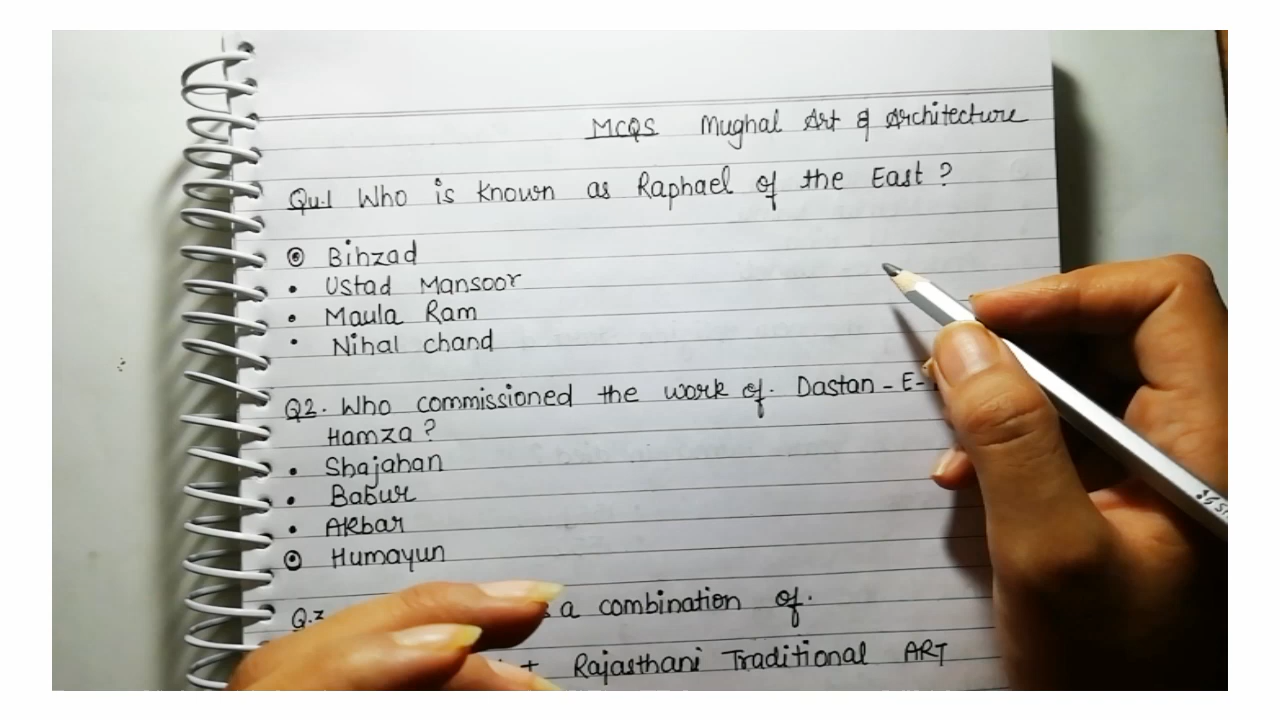 MCQS Mughal Art & Architecture
Qu.1 Who is known as Raphael of the East?
Bihzad
• Ustad Mansoor
• Maula Ram
• Nihal chand
Q2. Who commissioned the work of. Dastan-E-
Hamza?
• Shajahan
• Babur
• Akbar
Humayun
Q.3 a combination of.
Rajasthani Traditional ART